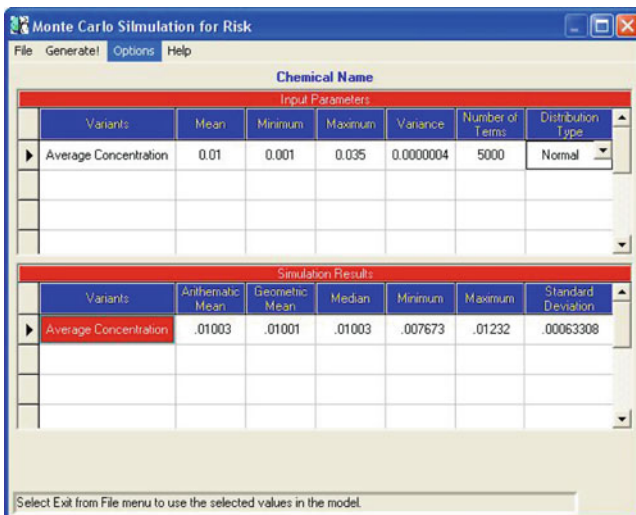 Monte Carlo Silmulation for Risk
File Generate! Options Help
Chemical Name
Input Parameters
Variants Mean Minimum Maximum Variance Number of Terms Distribution Type
Average Concentration 0.01 0.001 0.035 0.0000004 5000 Normal
Simulation Results
Variants Arithematic Mean Geometric Mean Median Minimum Maximum Standard Deviation
Average Concentration .01003 .01001 .01003 .007673 .01232 .00063308
Select Exit from File menu to use the selected values in the model.